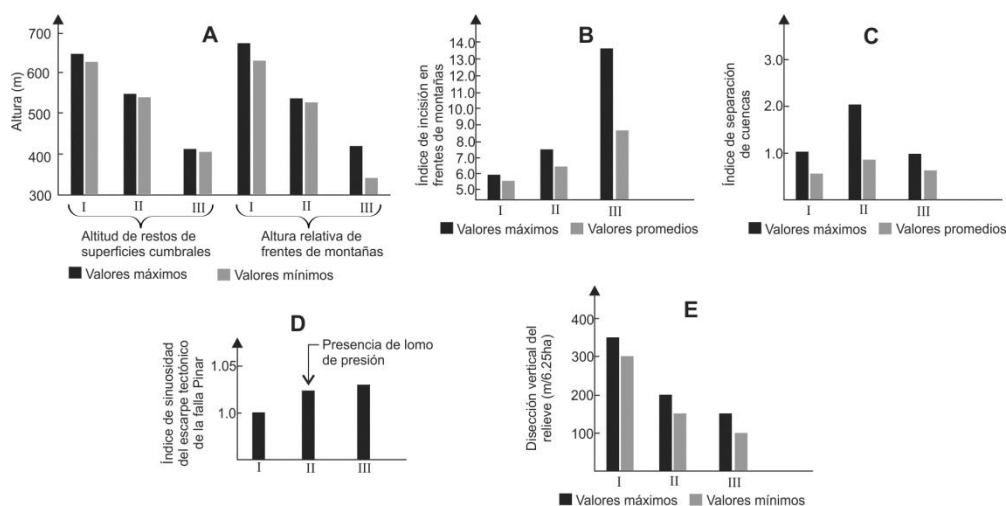 A
Altura (m)
700
600
500
400
300
I
II
III
I
II
III
Altitud de restos de
superficies cumbrales
Altura relativa de
frentes de montañas
Valores máximos
Valores mínimos
B
Índice de incisión en
frentes de montañas
14.0
13.0
12.0
11.0
10.0
9.0
8.0
7.0
6.0
5.0
I
II
III
Valores máximos
Valores promedios
C
Índice de separación
de cuencas
3.0
2.0
1.0
I
II
III
Valores máximos
Valores promedios
D
Índice de sinuosidad
del escarpe tectónico
de la falla Pinar
1.05
1.0
Presencia de lomo
de presión
I
II
III
E
Disección vertical del
relieve (m/6.25ha)
400
300
200
100
I
II
III
Valores máximos
Valores mínimos